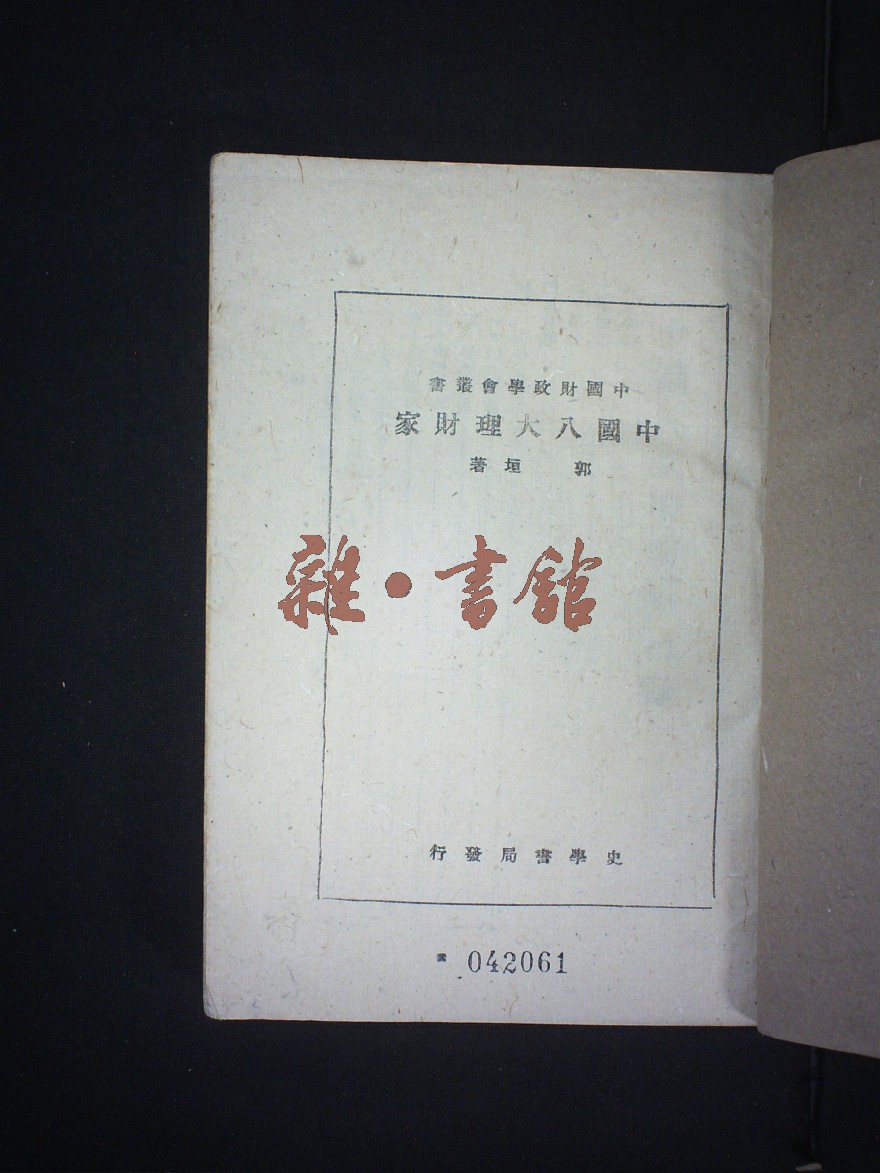 中國財政學會叢書
中國八大理財家
郭垣著
雜·書館
史學書局發行
042061